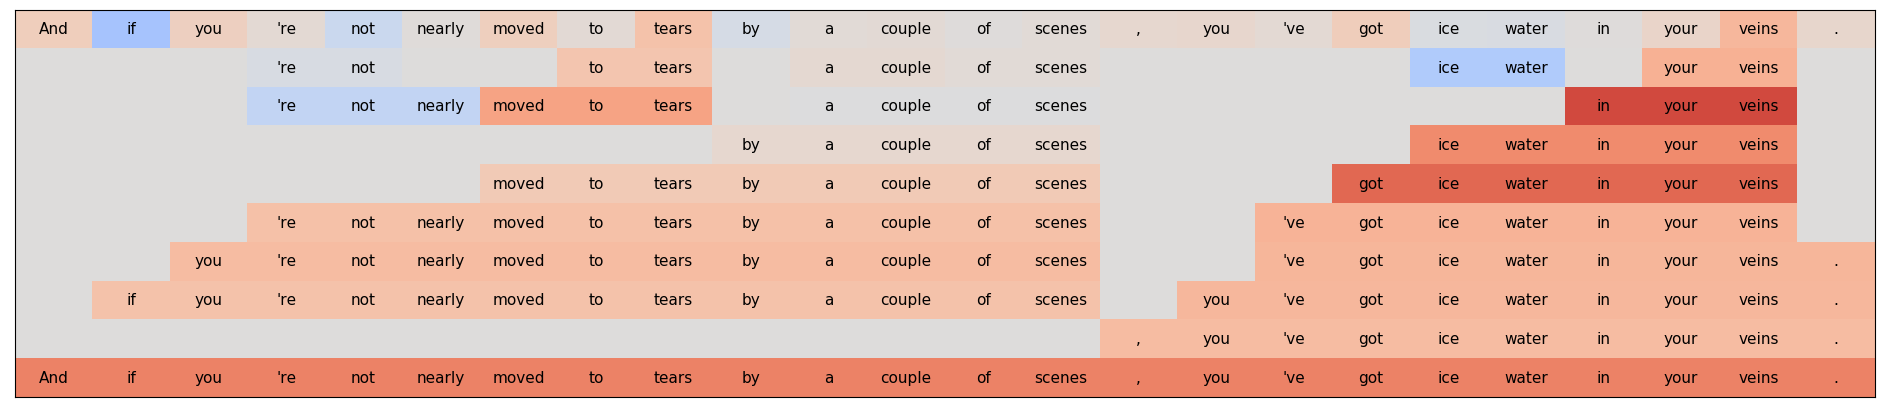 And if you 're not nearly moved to tears by a couple of scenes , you 've got ice water in your veins .
're not to tears a couple of scenes ice water your veins
're not nearly moved to tears a couple of scenes in your veins
by a couple of scenes ice water in your veins
moved to tears by a couple of scenes got ice water in your veins
're not nearly moved to tears by a couple of scenes 've got ice water in your veins
you 're not nearly moved to tears by a couple of scenes 've got ice water in your veins .
if you 're not nearly moved to tears by a couple of scenes you 've got ice water in your veins .
, you 've got ice water in your veins .
And if you 're not nearly moved to tears by a couple of scenes , you 've got ice water in your veins .